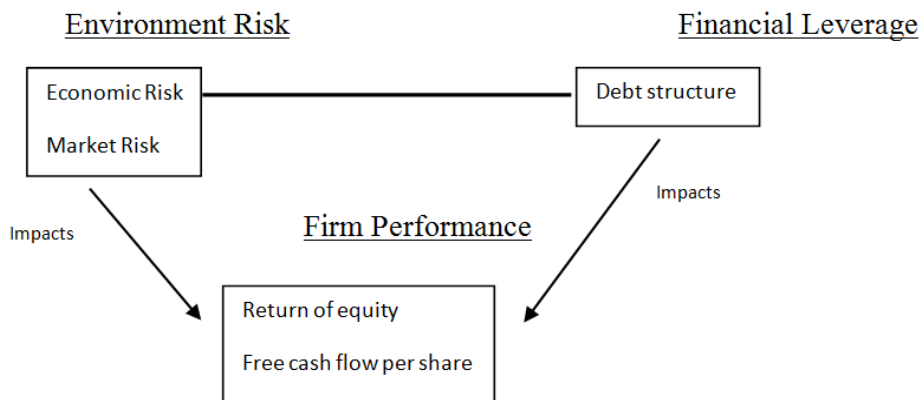 Environment Risk
Financial Leverage
Economic Risk
Market Risk
Debt structure
Impacts
Impacts
Firm Performance
Return of equity
Free cash flow per share